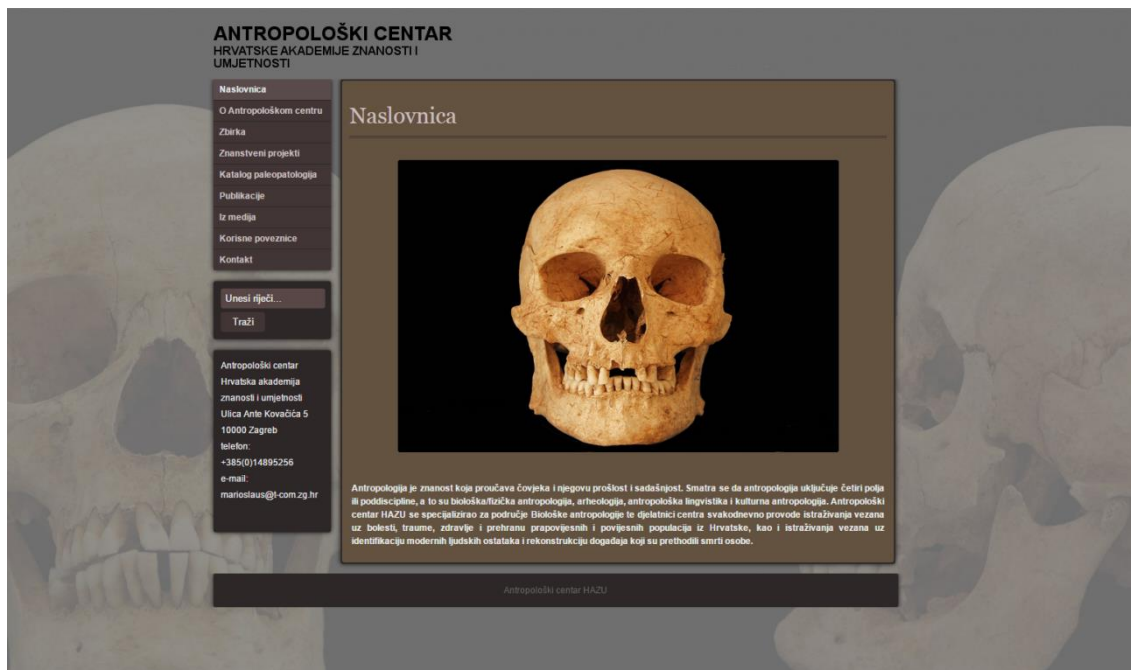 ANTROPOLOŠKI CENTAR
HRVATSKE AKADEMIJE ZNANOSTI I
UMJETNOSTI
Naslovnica
O Antropološkom centru
Zbirka
Znanstveni projekti
Katalog paleopatologija
Publikacije
Iz medija
Korisne poveznice
Kontakt
Unesi riječi...
Traži
Antropološki centar
Hrvatska akademija
znanosti i umjetnosti
Ulica Ante Kovačića 5
10000 Zagreb
telefon:
+385(0)14895256
e-mail:
marioslaus@t-com.zg.hr
Naslovnica
Antropologija je znanost koja proučava čovjeka i njegovu prošlost i sadašnjost. Smatra se da antropologija uključuje četiri polja
ili poddiscipline, a to su biološka/fizička antropologija, arheologija, antropološka lingvistika i kulturna antropologija. Antropološki
centar HAZU se specijalizirao za područje Biološke antropologije te djelatnici centra svakodnevno provode istraživanja vezana
uz bolesti, traume, zdravlje i prehranu prapovijesnih i povijesnih populacija iz Hrvatske, kao i istraživanja vezana uz
identifikaciju modernih ljudskih ostataka i rekonstrukciju događaja koji su prethodili smrti osobe.
Antropološki centar HAZU